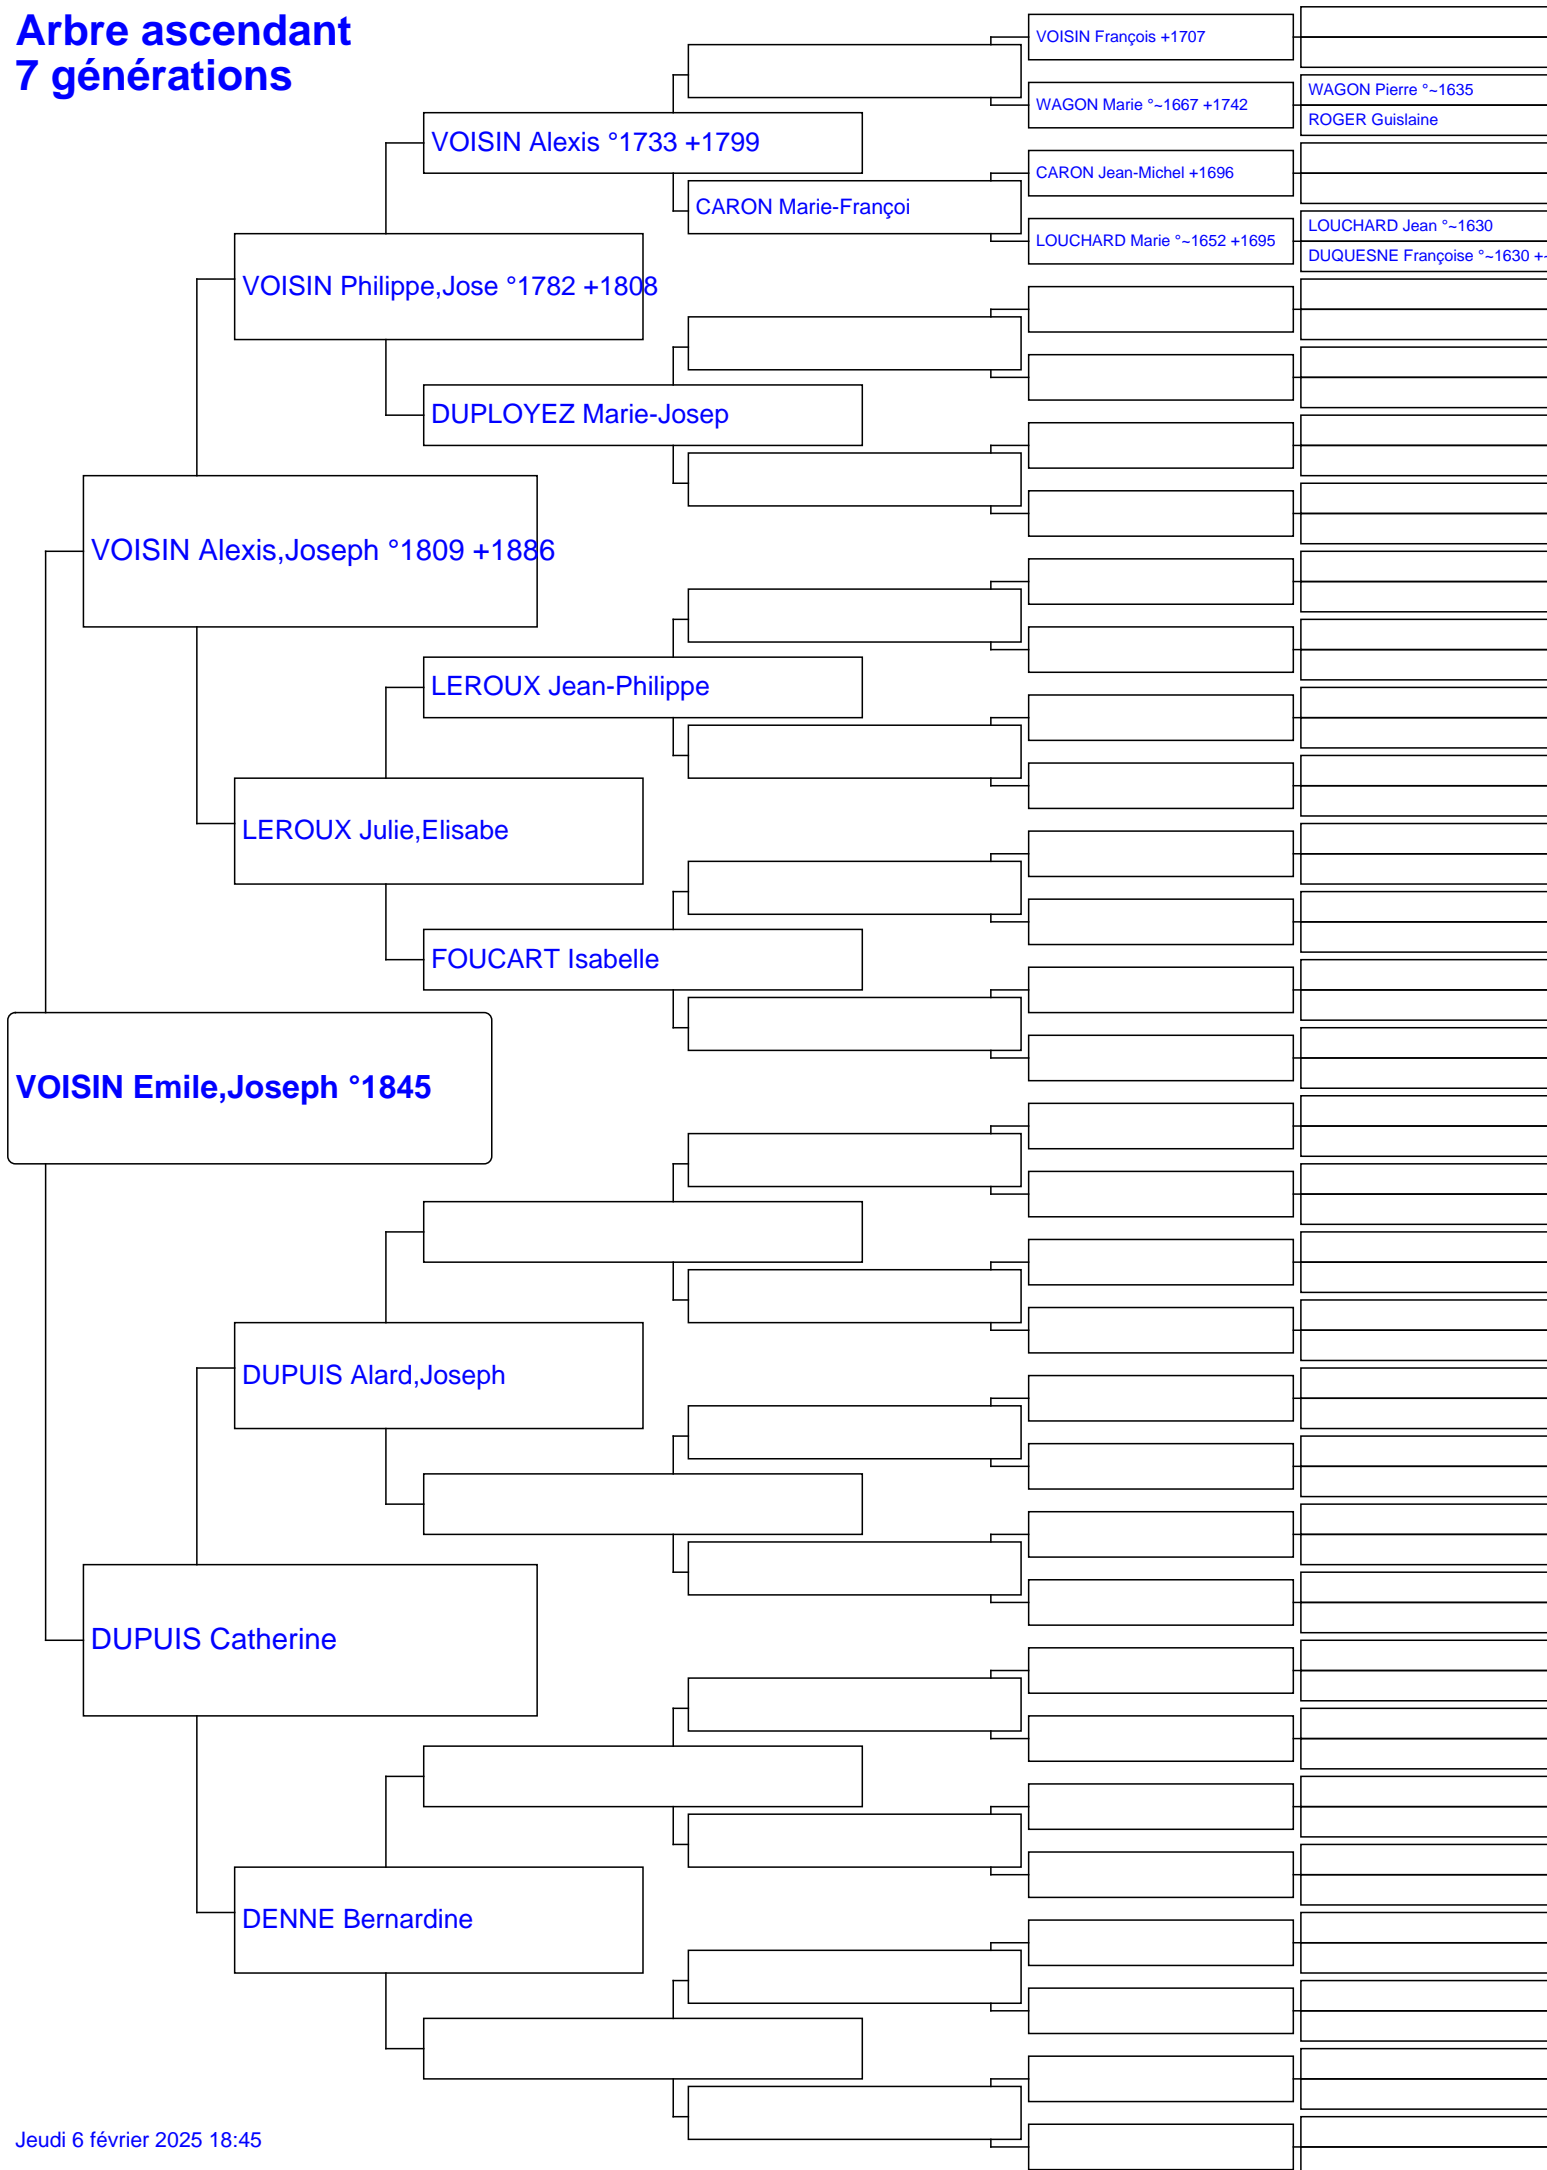 Arbre ascendant
7 générations
VOISIN François +1707
WAGON Pierre °~1635
WAGON Marie °~1667 +1742
ROGER Guislaine
VOISIN Alexis °1733 +1799
CARON Jean-Michel +1696
CARON Marie-Françoi
LOUCHARD Jean °~1630
LOUCHARD Marie °~1652 +1695
DUQUESNE Françoise °~1630 +~
VOISIN Philippe,Jose °1782 +1808
DUPLOYEZ Marie-Josep
VOISIN Alexis,Joseph °1809 +1886
LEROUX Jean-Philippe
LEROUX Julie,Elisabe
FOUCART Isabelle
VOISIN Emile,Joseph °1845
DUPUIS Alard,Joseph
DUPUIS Catherine
DENNE Bernardine
Jeudi 6 février 2025 18:45